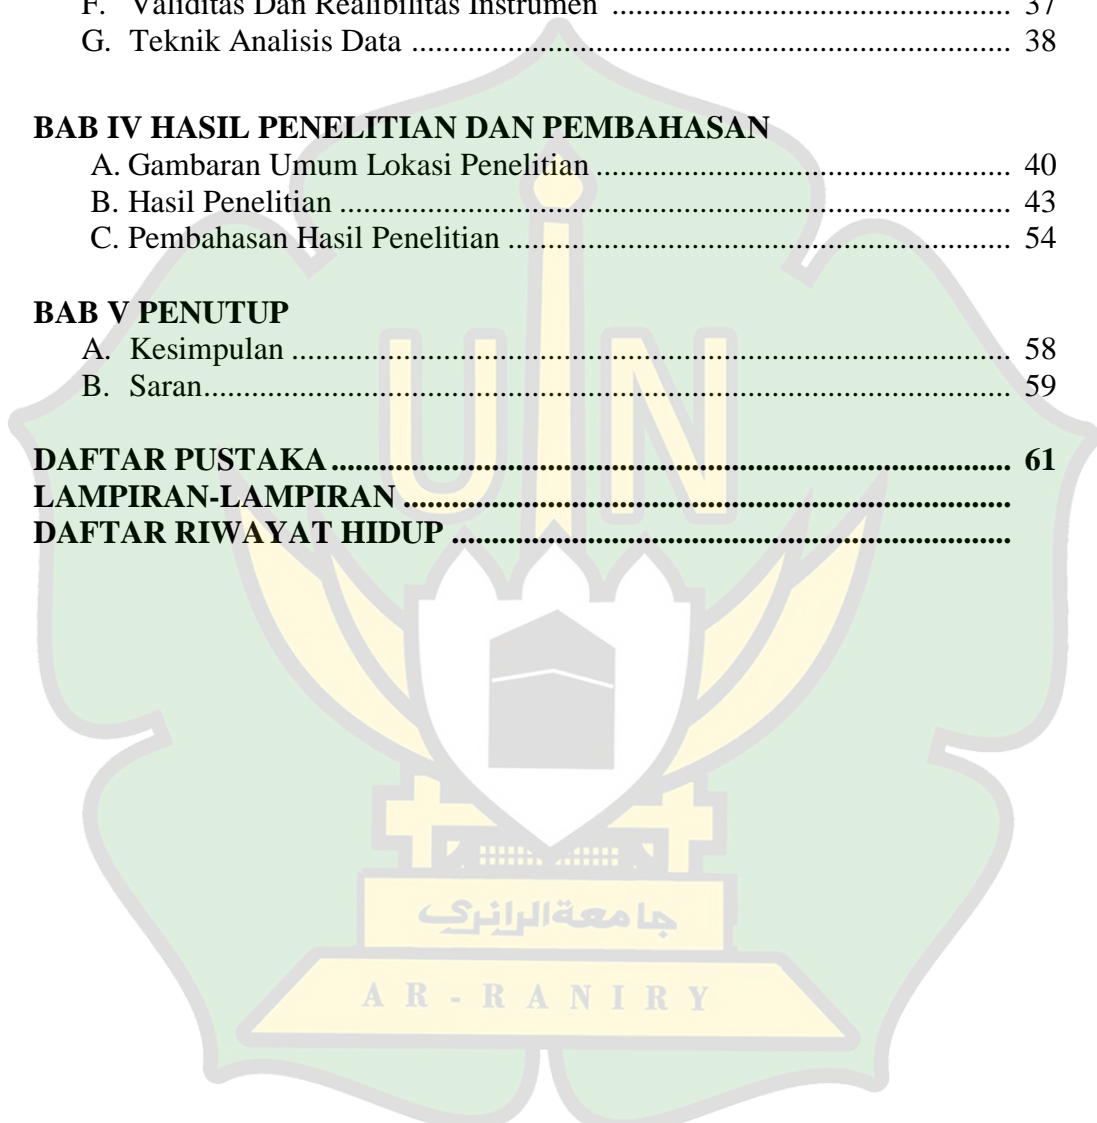 F. Validitas Dan Realibilitas Instrumen ................................................. 37
G. Teknik Analisis Data .......................................................................... 38
BAB IV HASIL PENELITIAN DAN PEMBAHASAN
A. Gambaran Umum Lokasi Penelitian ................................................... 40
B. Hasil Penelitian ................................................................................... 43
C. Pembahasan Hasil Penelitian .............................................................. 54
BAB V PENUTUP
A. Kesimpulan ......................................................................................... 58
B. Saran.................................................................................................... 59
DAFTAR PUSTAKA ..................................................................................... 61
LAMPIRAN-LAMPIRAN ............................................................................
DAFTAR RIWAYAT HIDUP ......................................................................
UIN
جامعة الرانري
AR-RANIRY